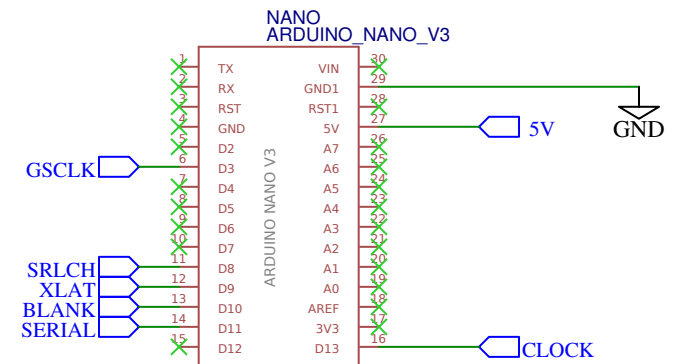 NANO
ARDUINO_NANO_V3
1 TX VIN 30
2 RX GND1 29
3 RST RST1 28
4 GND 5V 27 5V
GND
5 D2 A7 26
GSCLK 6 D3 A6 25
7 D4 A5 24
8 D5 A4 23
9 D6 A3 22
10 D7 A2 21
SRLCH 11 D8 A1 20
XLAT 12 D9 A0 19
BLANK 13 D10 AREF 18
SERIAL 14 D11 3V3 17
15 D12 D13 16 CLOCK
ARDUINO NANO V3